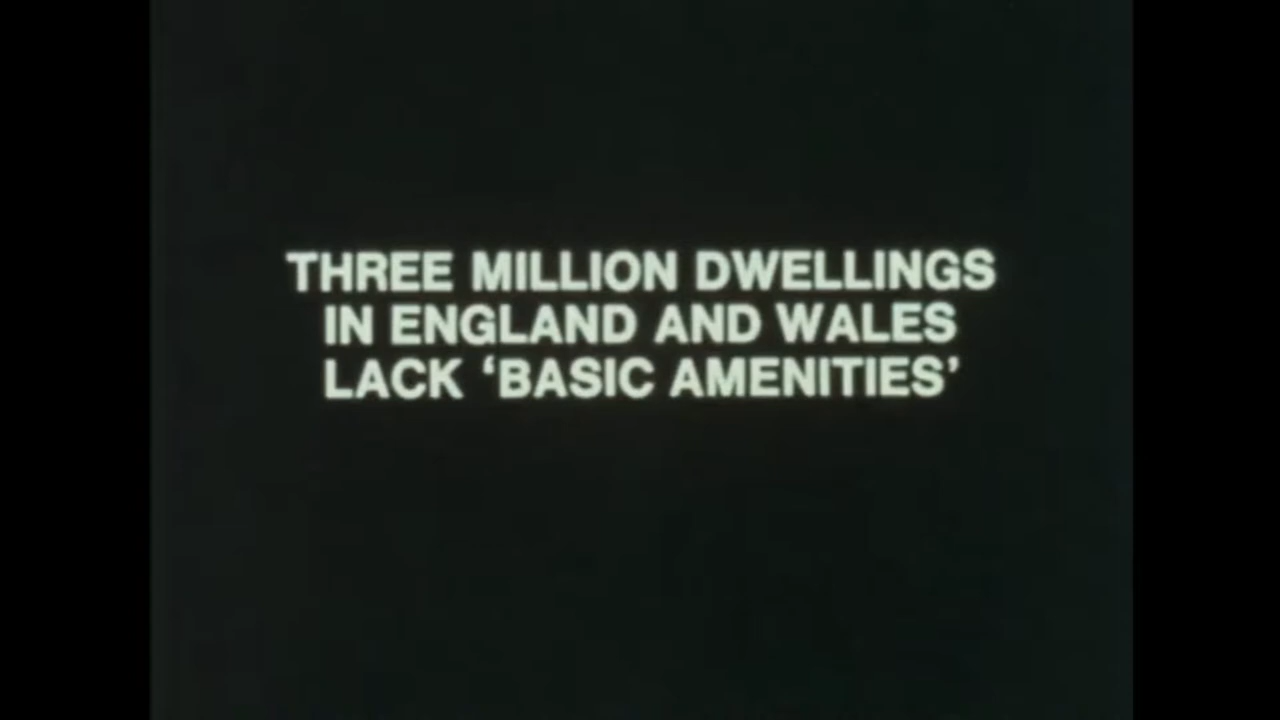 THREE MILLION DWELLINGS
IN ENGLAND AND WALES
LACK ‘BASIC AMENITIES’